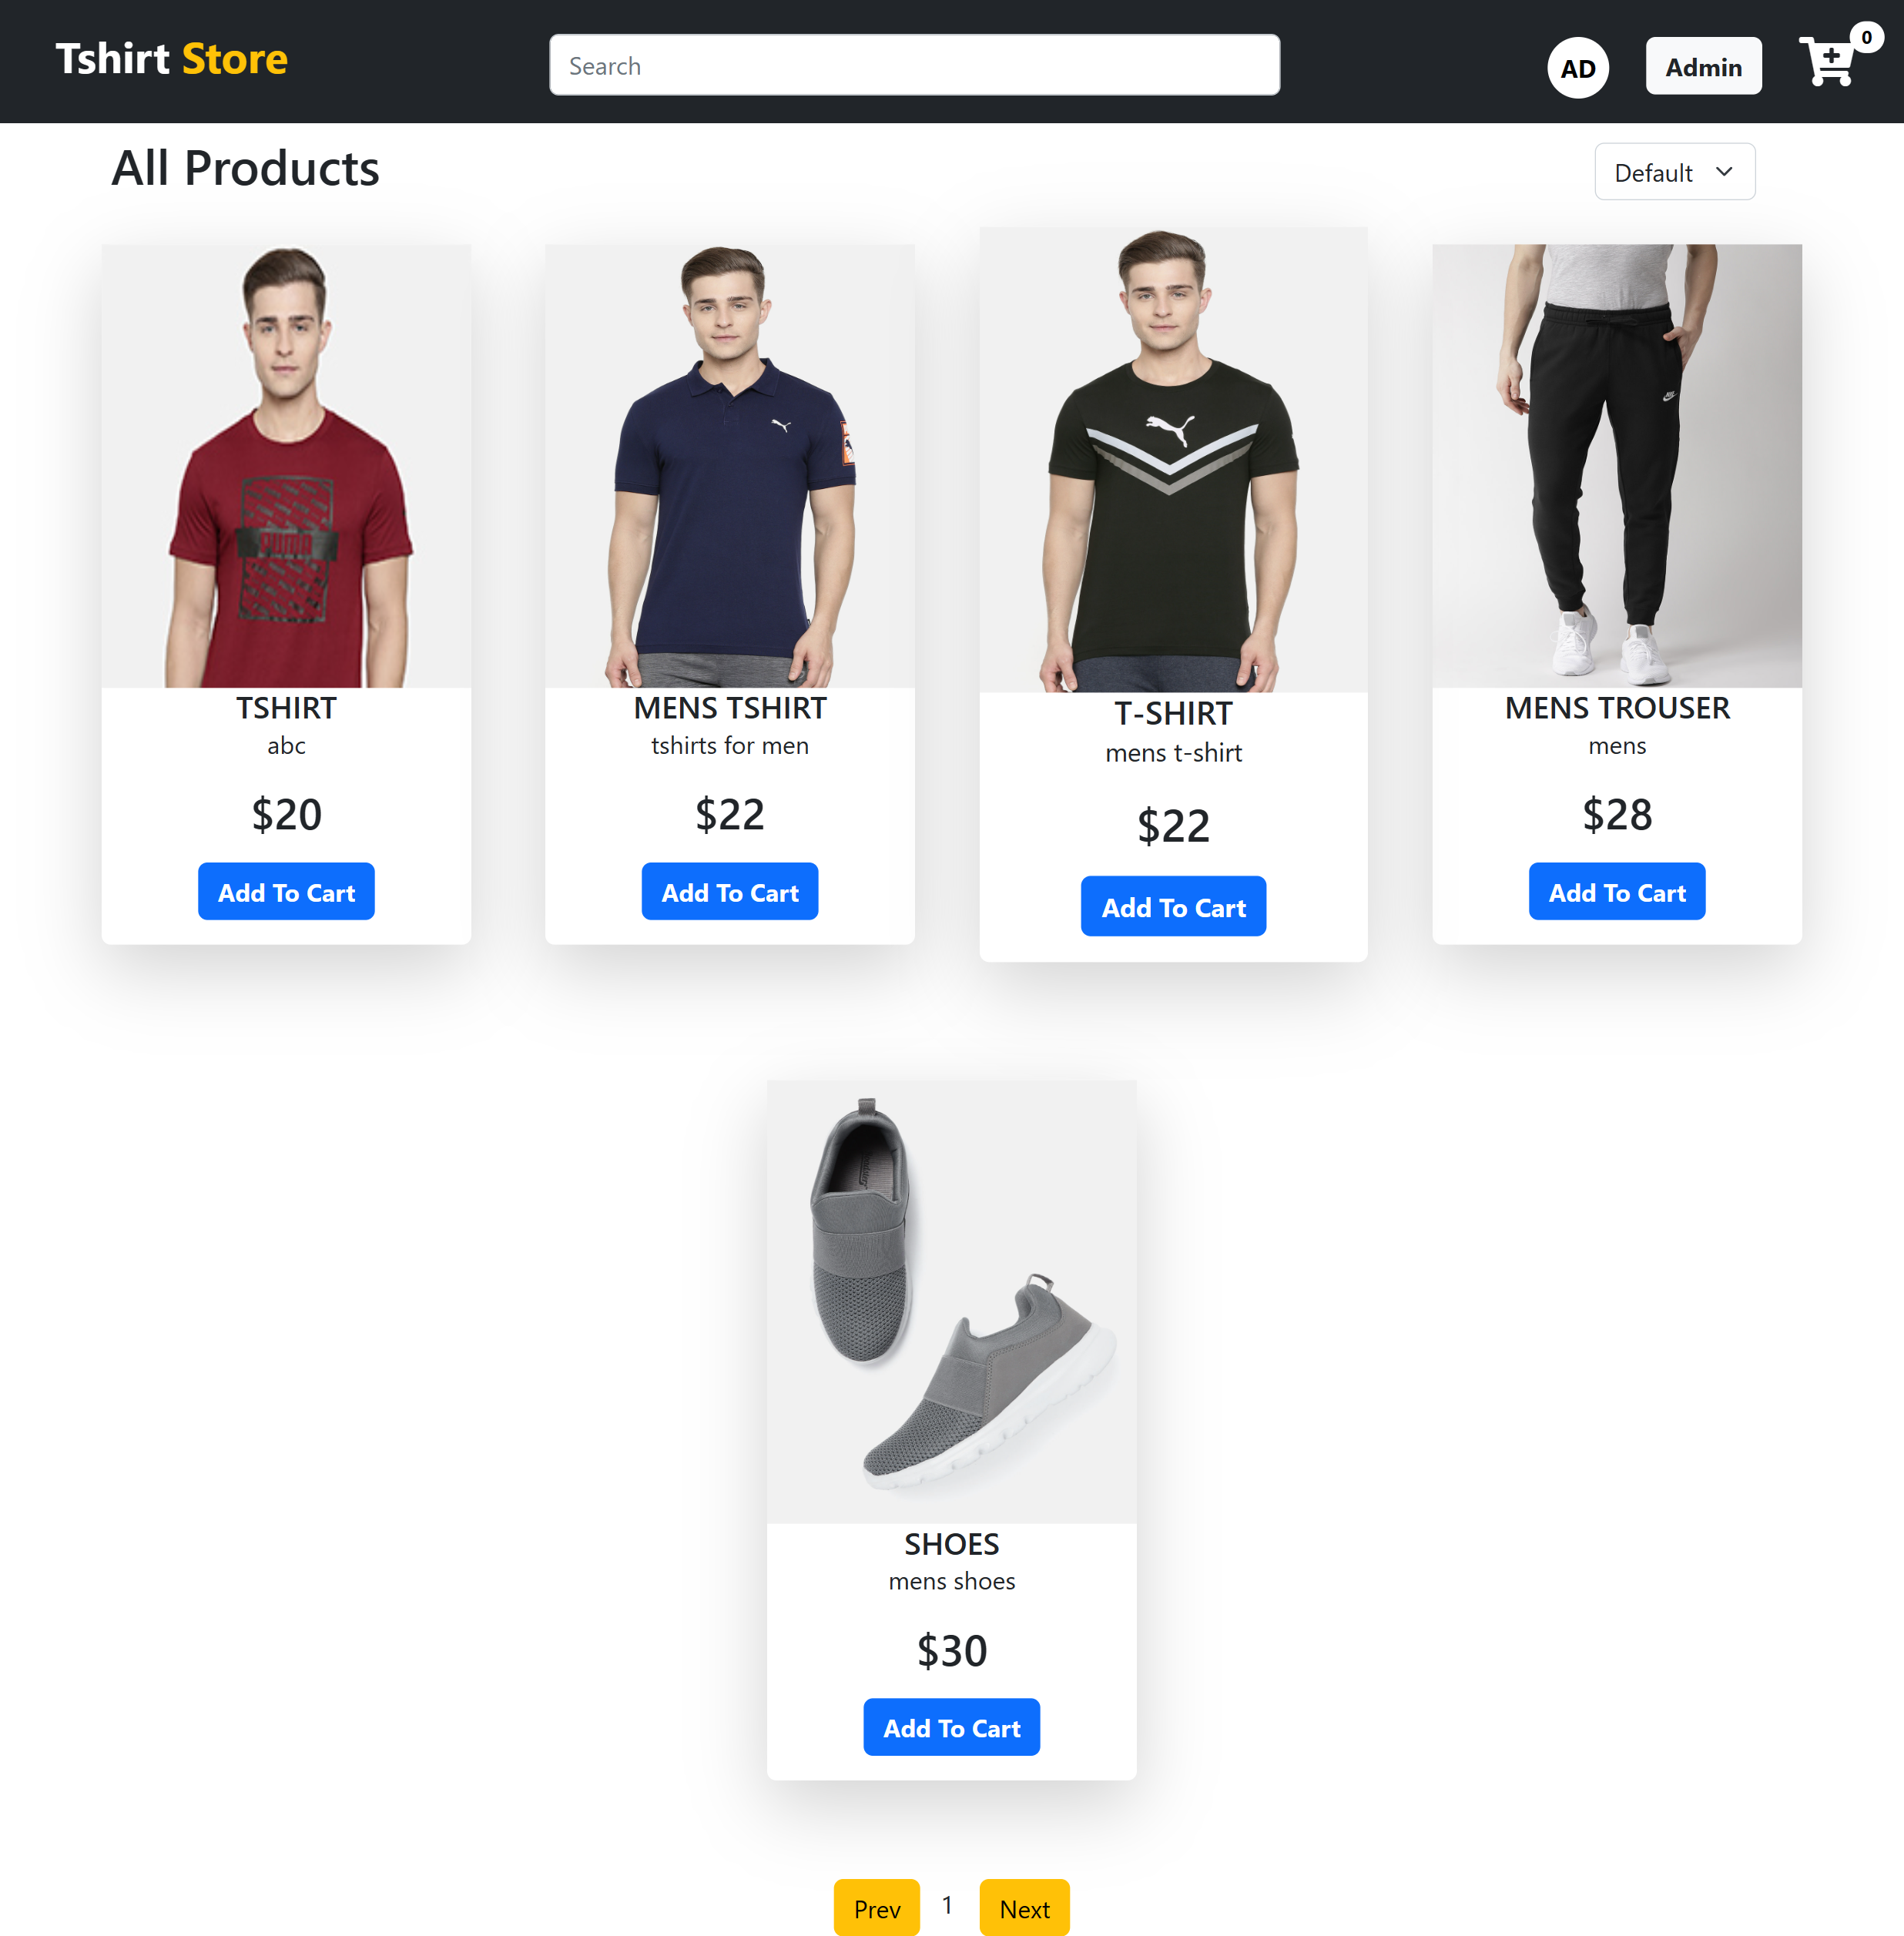 Tshirt Store
Search
AD
Admin
0
All Products
Default
PUMA
TSHIRT
abc
$20
Add To Cart
MENS TSHIRT
tshirts for men
$22
Add To Cart
T-SHIRT
mens t-shirt
$22
Add To Cart
MENS TROUSER
mens
$28
Add To Cart
SHOES
mens shoes
$30
Add To Cart
Prev
1
Next